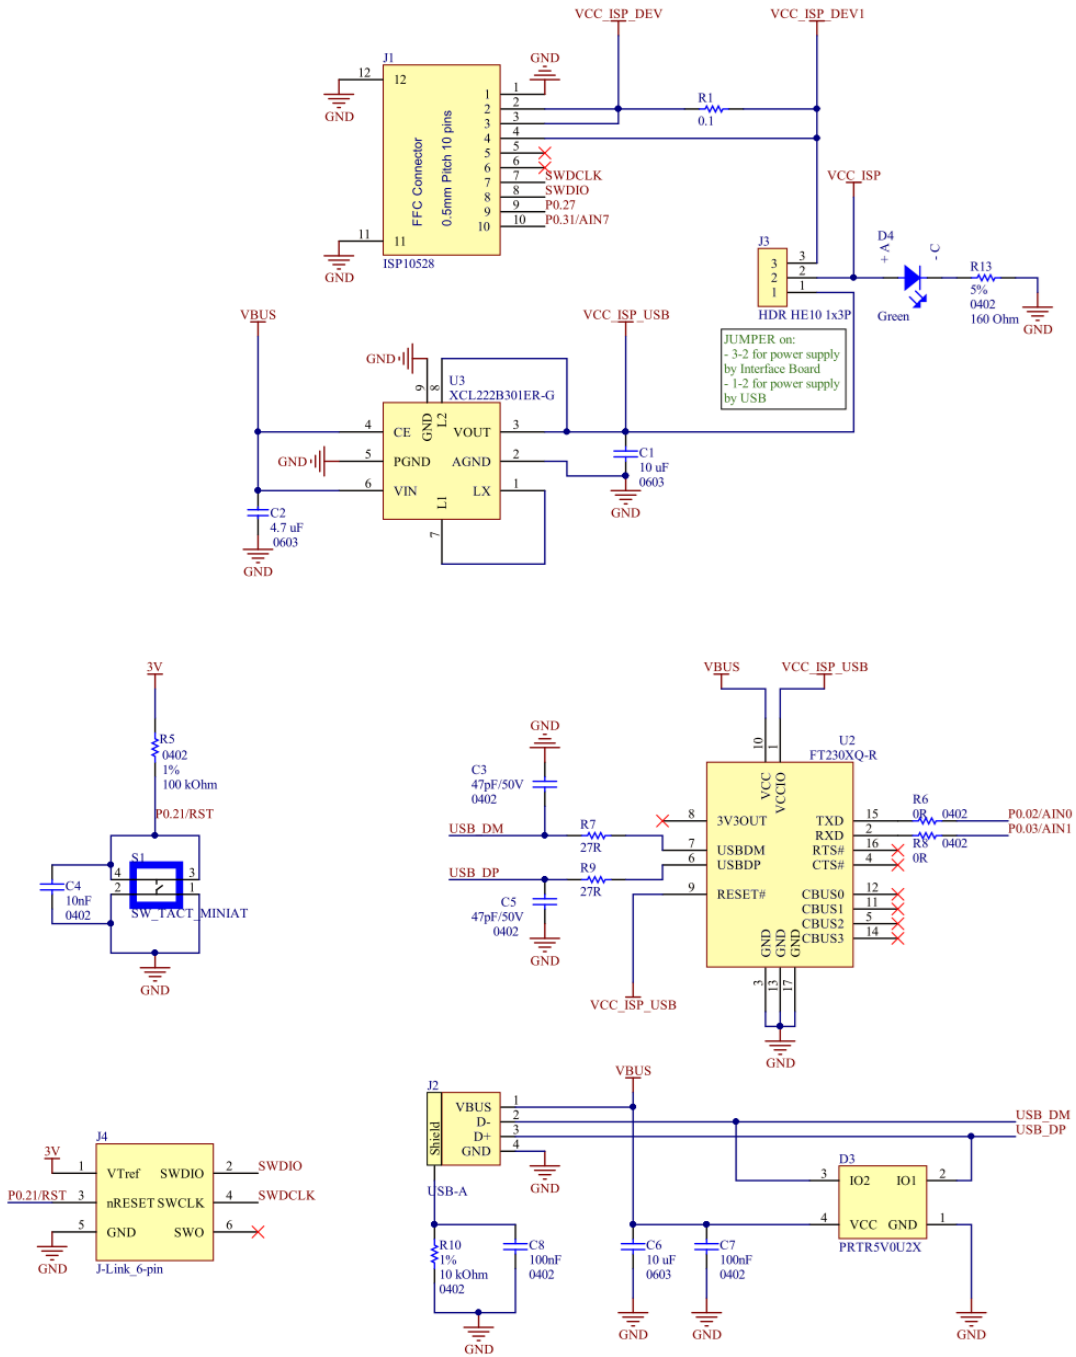 VCC_ISP_DEV
VCC_ISP_DEV1
J1
GND
12
12
GND
1
1
2
2
3
3
4
4
5
5
6
6
7
7
SWDCLK
8
8
SWDIO
9
9
P0.27
10
10
P0.31/AIN7
FFC Connector
0.5mm Pitch 10 pins
11
11
GND
ISP10528
R1
0.1
VCC_ISP
J3
3
3
2
2
1
1
HDR HE10 1x3P
D4
+ A
- C
Green
R13
5%
0402
160 Ohm
GND
JUMPER on:
- 3-2 for power supply
by Interface Board
- 1-2 for power supply
by USB
VBUS
VCC_ISP_USB
GND
9
8
U3
XCL222B301ER-G
GND
L2
4
CE
VOUT
3
GND
5
PGND
AGND
2
6
VIN
LX
1
L1
7
C1
10 uF
0603
GND
C2
4.7 uF
0603
GND
3V
R5
0402
1%
100 kOhm
P0.21/RST
S1
4
3
2
1
SW_TACT_MINIAT
C4
10nF
0402
GND
GND
C3
47pF/50V
0402
USB_DM
R7
27R
USB_DP
R9
27R
C5
47pF/50V
0402
GND
VCC_ISP_USB
VBUS
VCC_ISP_USB
10
1
U2
FT230XQ-R
VCC
VCCIO
8
3V3OUT
7
USBDM
6
USBDP
9
RESET#
TXD
15
RXD
2
RTS#
16
CTS#
4
CBUS0
12
CBUS1
11
CBUS2
5
CBUS3
14
GND
GND
GND
3
13
17
GND
R6
0R
0402
P0.02/AIN0
P0.03/AIN1
R8
0R
0402
J4
3V
1
VTref
SWDIO
2
SWDIO
P0.21/RST
3
nRESET
SWCLK
4
SWDCLK
5
GND
SWO
6
GND
J-Link_6-pin
VBUS
J2
Shield
VBUS
1
D-
2
D+
3
GND
4
GND
USB-A
USB_DM
USB_DP
R10
1%
10 kOhm
0402
C8
100nF
0402
GND
D3
3
IO2
IO1
2
4
VCC
GND
1
PRTR5V0U2X
C6
10 uF
0603
C7
100nF
0402
GND
GND
GND